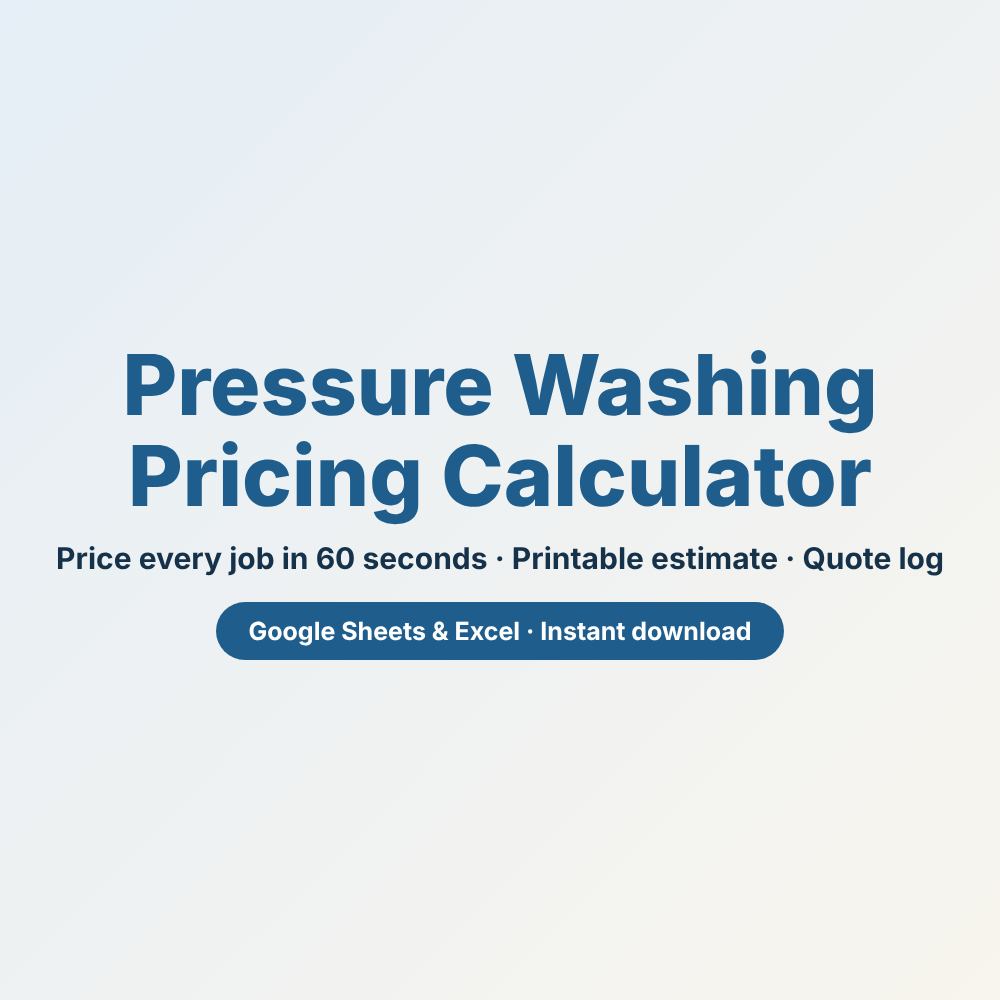 Pressure Washing
Pricing Calculator
Price every job in 60 seconds · Printable estimate · Quote log
Google Sheets & Excel · Instant download